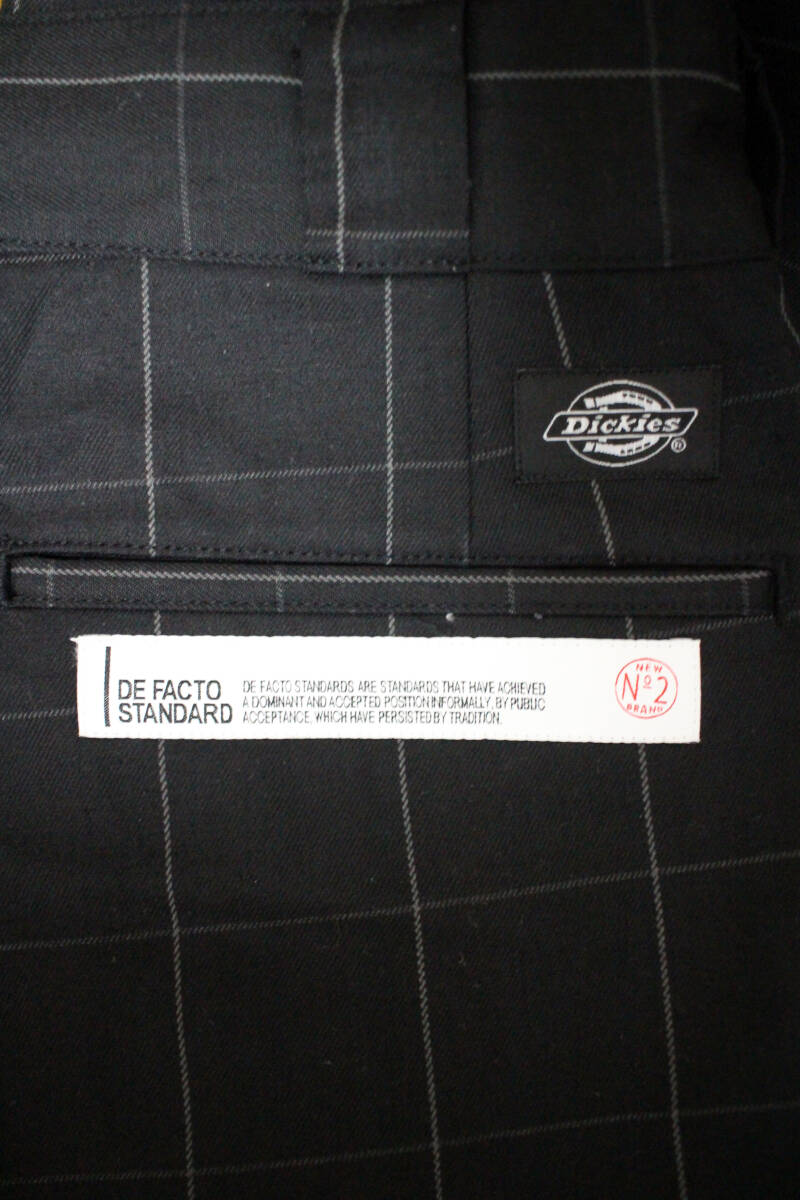 Dickies
®
DE FACTO
STANDARD
DE FACTO STANDARDS ARE STANDARDS THAT HAVE ACHIEVED
A DOMINANT AND ACCEPTED POSITION INFORMALLY, BY PUBLIC
ACCEPTANCE, WHICH HAVE PERSISTED BY TRADITION.
NEW
Nº2
BRAND